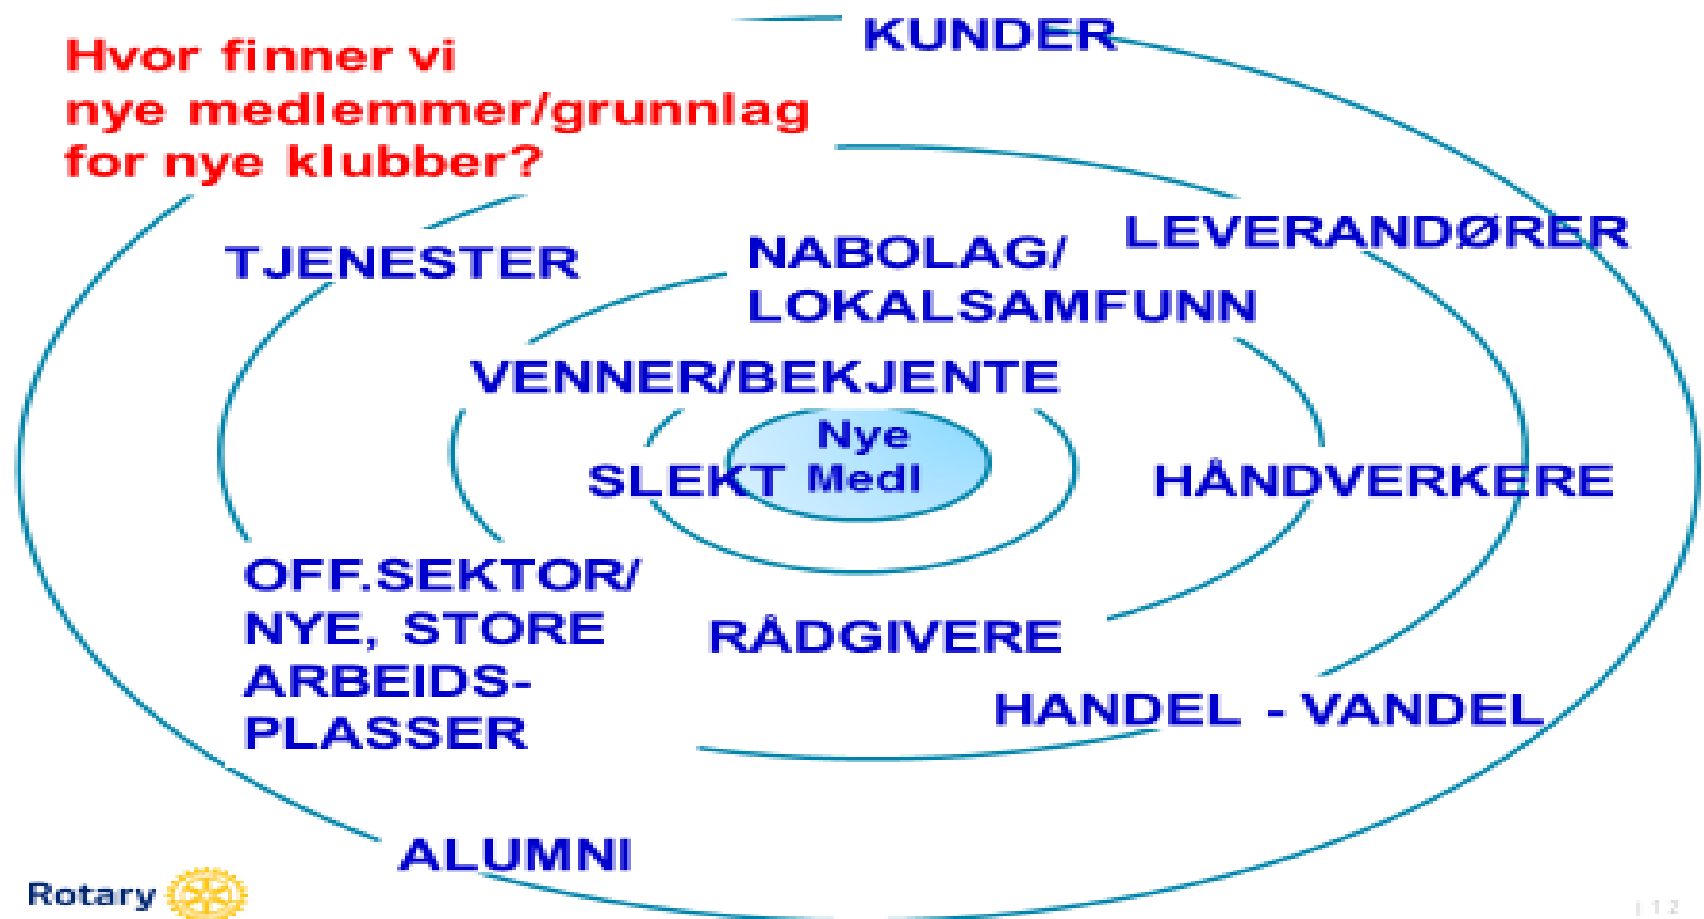 Hvor finner vi
nye medlemmer/grunnlag
for nye klubber?
KUNDER
TJENESTER
NABOLAG/
LOKALSAMFUNN
LEVERANDØRER
VENNER/BEKJENTE
Nye
Medl
SLEKT
HÅNDVERKERE
OFF.SEKTOR/
NYE, STORE
ARBEIDS-
PLASSER
RÅDGIVERE
HANDEL - VANDEL
ALUMNI
Rotary
| 12